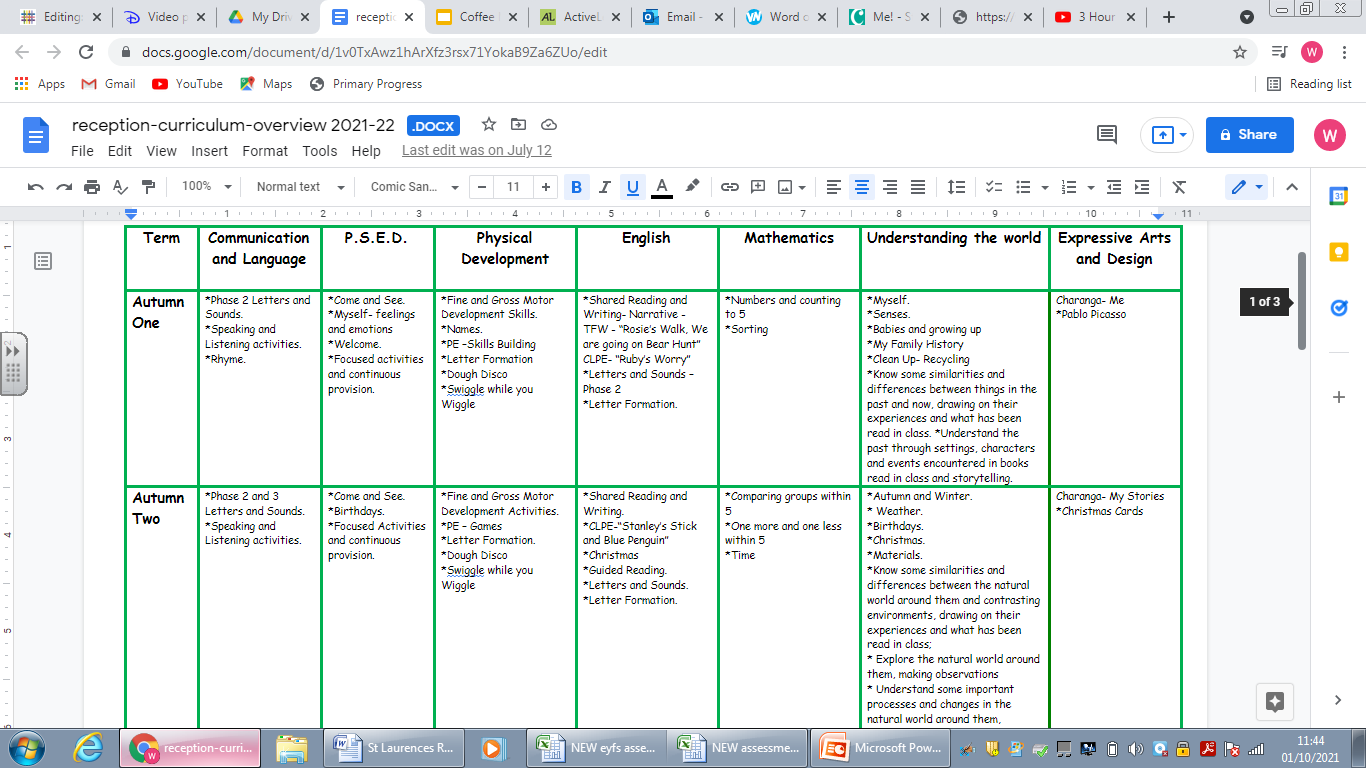 Editing
Video p
My Driv
recepti
Coffee
ActiveL
Email -
Word c
Me! - S
https:/
3 Hour
docs.google.com/document/d/1v0TxAwz1hArXfz3rsx71YokaB9Za6ZUo/edit
W
Apps
Gmail
YouTube
Maps
Primary Progress
Reading list
reception-curriculum-overview 2021-22 .DOCX
Share
W
File Edit View Insert Format Tools Help Last edit was on July 12
100% Normal text Comic San... 11 B I U A
1 2 3 4 5 6 7 8 9 10 11
1 of 3
Term
Communication
and Language
P.S.E.D.
Physical
Development
English
Mathematics
Understanding the world
Expressive Arts
and Design
Autumn
One
*Phase 2 Letters and
Sounds.
*Speaking and
Listening activities.
*Rhyme.
*Come and See.
*Myself- feelings
and emotions
*Welcome.
*Focused activities
and continuous
provision.
*Fine and Gross Motor
Development Skills.
*Names.
*PE –Skills Building
*Letter Formation
*Dough Disco
*Swiggle while you
Wiggle
*Shared Reading and
Writing- Narrative -
TFW - “Rosie’s Walk, We
are going on Bear Hunt”
CLPE- “Ruby’s Worry”
*Letters and Sounds –
Phase 2
*Letter Formation.
*Numbers and counting
to 5
*Sorting
*Myself.
*Senses.
*Babies and growing up
*My Family History
*Clean Up- Recycling
*Know some similarities and
differences between things in the
past and now, drawing on their
experiences and what has been
read in class. *Understand the
past through settings, characters
and events encountered in books
read in class and storytelling.
Charanga- Me
*Pablo Picasso
Autumn
Two
*Phase 2 and 3
Letters and Sounds.
*Speaking and
Listening activities.
*Come and See.
*Birthdays.
*Focused Activities
and continuous
provision.
*Fine and Gross Motor
Development Activities.
*PE – Games
*Letter Formation.
*Dough Disco
*Swiggle while you
Wiggle
*Shared Reading and
Writing.
*CLPE-“Stanley’s Stick
and Blue Penguin”
*Christmas
*Guided Reading.
*Letters and Sounds.
*Letter Formation.
*Comparing groups within
5
*One more and one less
within 5
*Time
*Autumn and Winter.
* Weather.
*Birthdays.
*Christmas.
*Materials.
*Know some similarities and
differences between the natural
world around them and contrasting
environments, drawing on their
experiences and what has been
read in class;
* Explore the natural world around
them, making observations
* Understand some important
processes and changes in the
natural world around them,
Charanga- My Stories
*Christmas Cards
reception-curri...
St Laurences R...
NEW eyfs asse...
NEW assessme...
Microsoft Pow...
11:44
01/10/2021